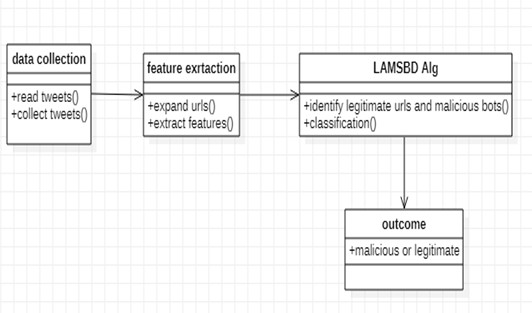 data collection
+read tweets()
+collect tweets()
feature exrtaction
+expand urls()
+extract features()
LAMSBD Alg
+identify legitimate urls and malicious bots()
+classification()
outcome
+malicious or legitimate